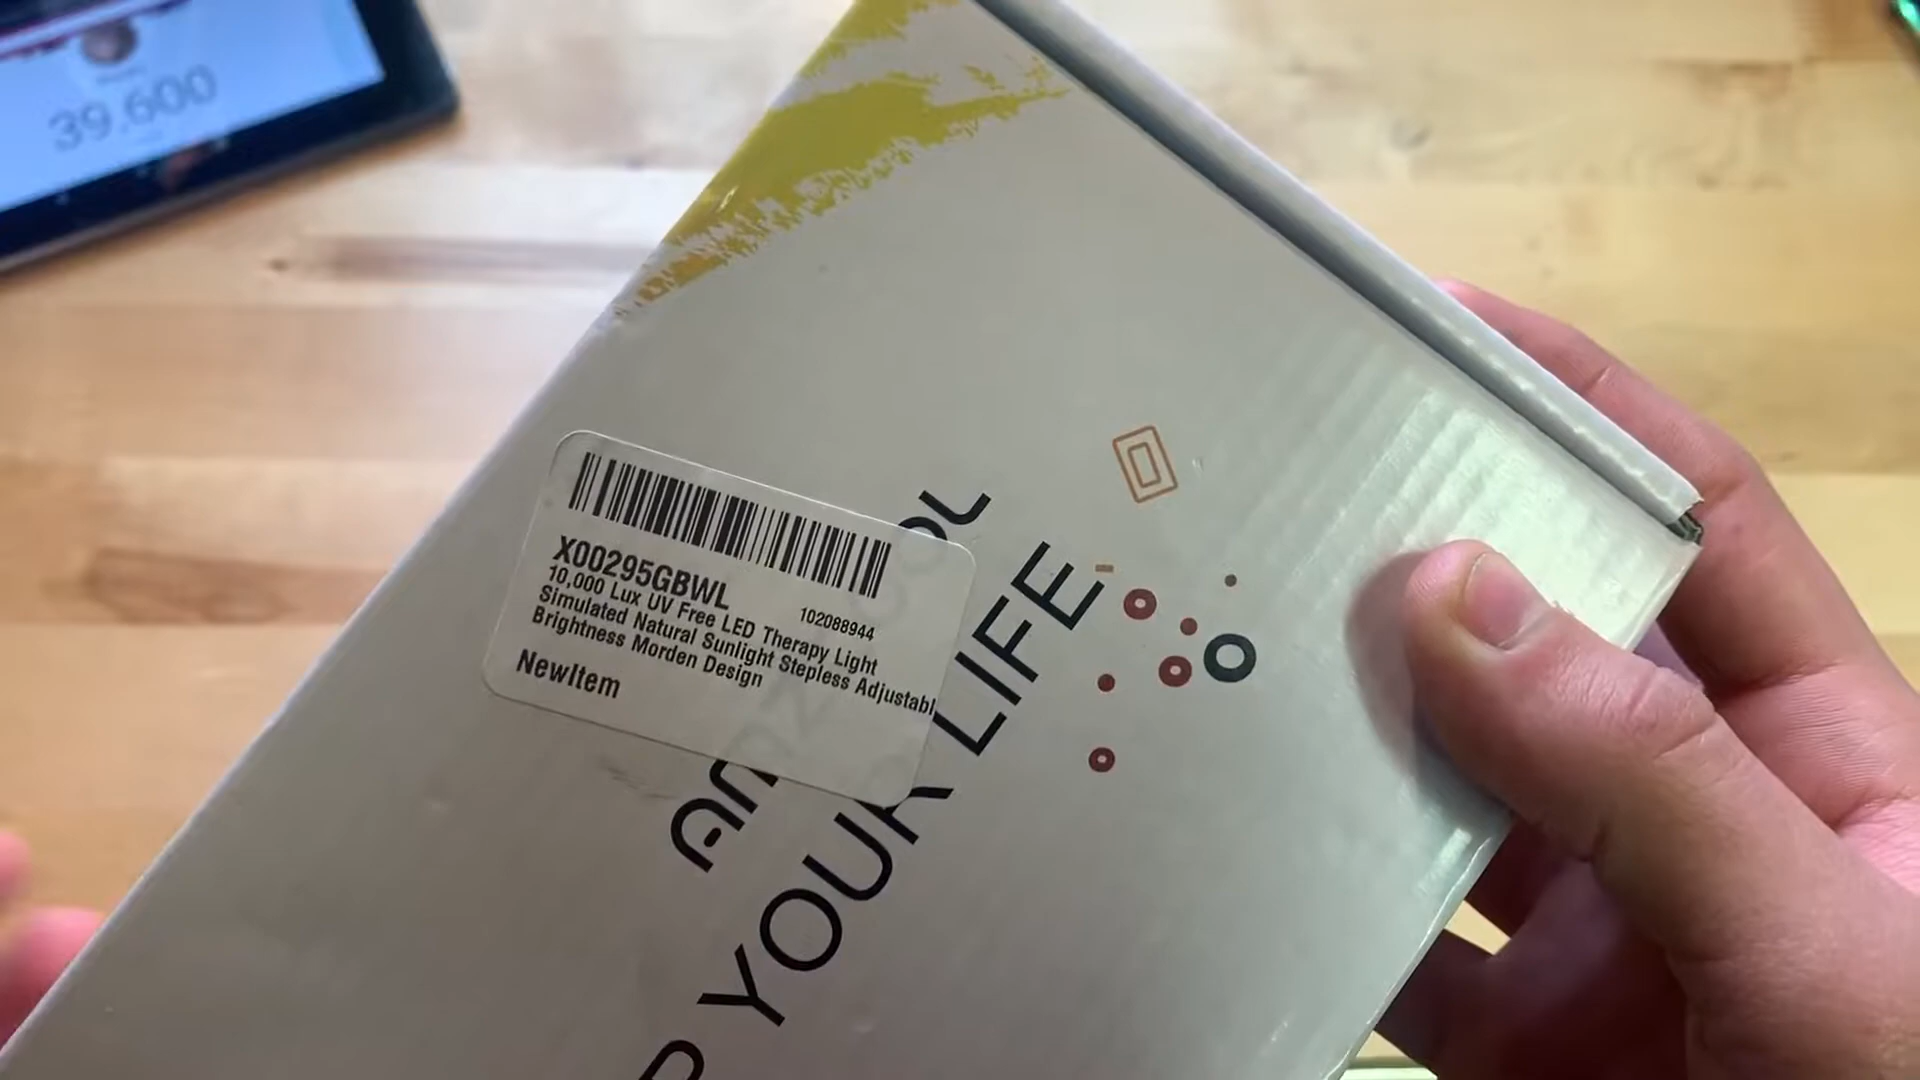 39,600
X00295GBWL
102088944
10,000 Lux UV Free LED Therapy Light
Simulated Natural Sunlight Stepless Adjustabl
Brightness Morden Design
NewItem
P YOUR LIFE